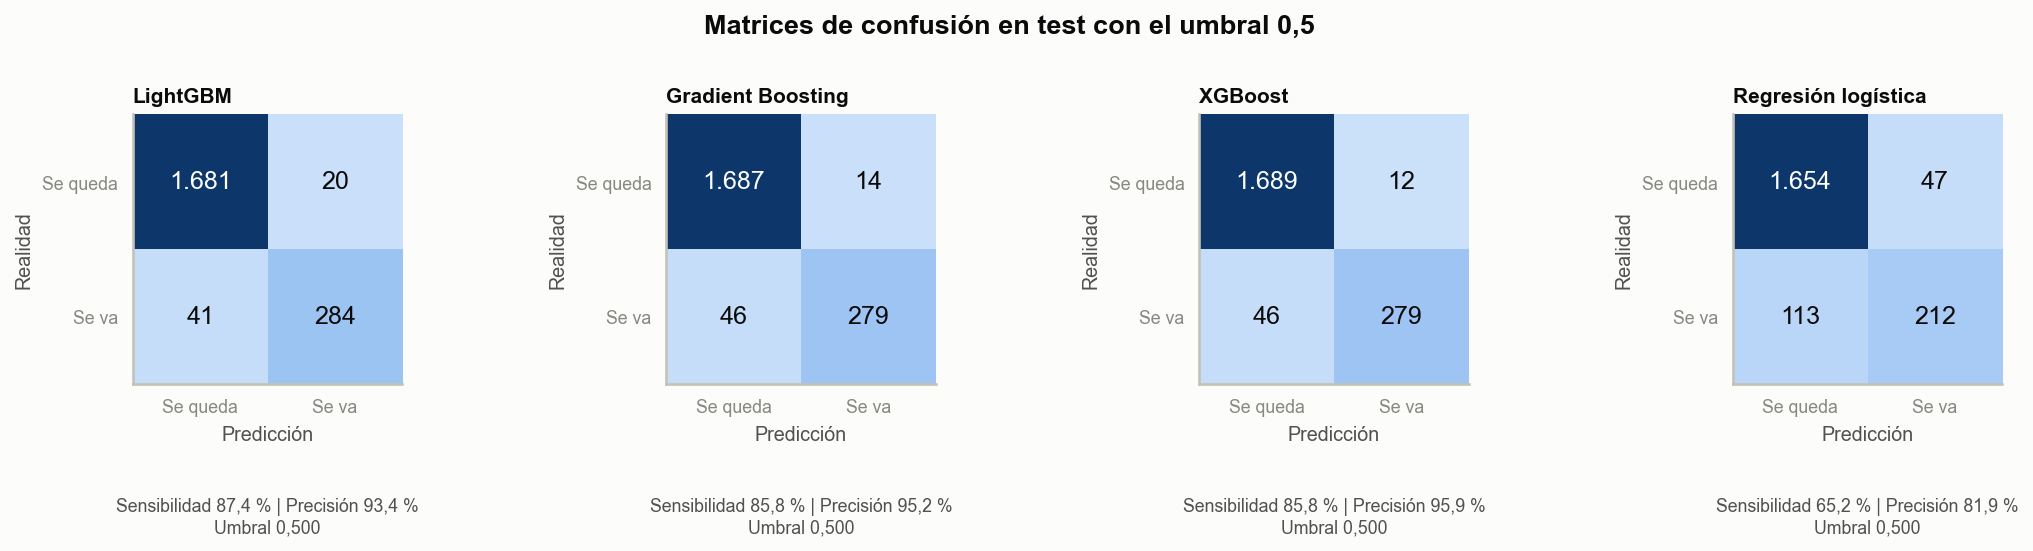 Matrices de confusión en test con el umbral 0,5
LightGBM
Realidad
Se queda
1.681
20
Se va
41
284
Se queda
Se va
Predicción
Sensibilidad 87,4 % | Precisión 93,4 %
Umbral 0,500
Gradient Boosting
Realidad
Se queda
1.687
14
Se va
46
279
Se queda
Se va
Predicción
Sensibilidad 85,8 % | Precisión 95,2 %
Umbral 0,500
XGBoost
Realidad
Se queda
1.689
12
Se va
46
279
Se queda
Se va
Predicción
Sensibilidad 85,8 % | Precisión 95,9 %
Umbral 0,500
Regresión logística
Realidad
Se queda
1.654
47
Se va
113
212
Se queda
Se va
Predicción
Sensibilidad 65,2 % | Precisión 81,9 %
Umbral 0,500